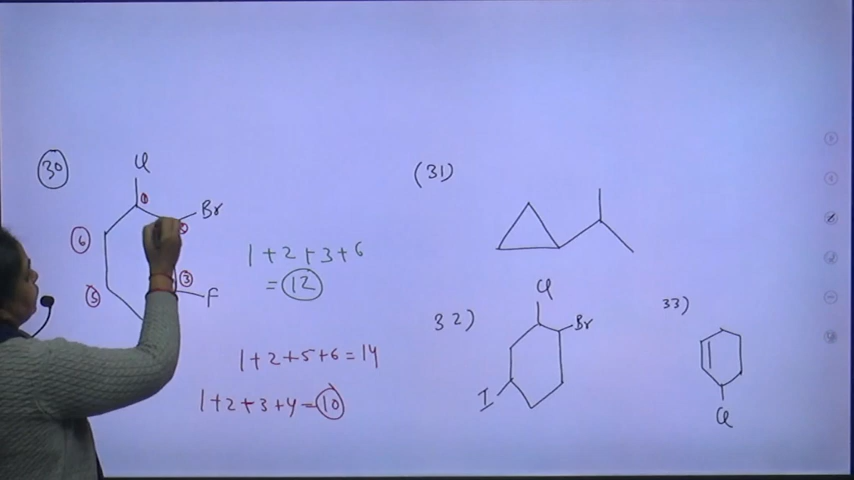 30
Cl
1
Br
2
6
3
5
F
1+2+3+6
= 12
1+2+5+6=14
1+2+3+4=10
(31)
32)
Cl
Br
I
33)
Cl